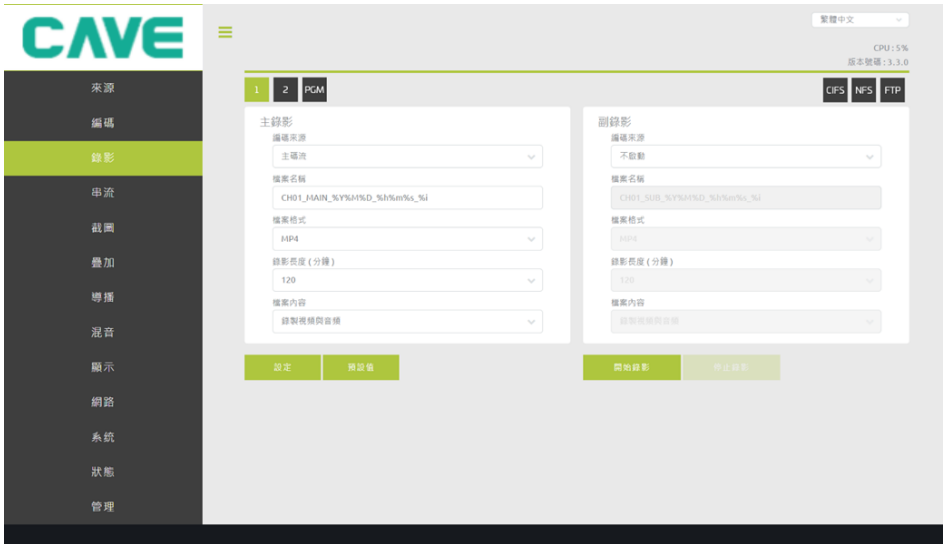 CAVE
繁體中文
CPU : 5%
版本號碼 : 3.3.0
來源
編碼
錄影
串流
截圖
疊加
導播
混音
顯示
網路
系統
狀態
管理
1 2 PGM
CIFS NFS FTP
主錄影
編碼來源
主碼流
檔案名稱
CH01_MAIN_%Y%M%D_%h%m%s_%i
檔案格式
MP4
錄影長度 ( 分鐘 )
120
檔案內容
錄製視頻與音頻
設定 預設值
副錄影
編碼來源
不啟動
檔案名稱
CH01_SUB_%Y%M%D_%h%m%s_%i
檔案格式
MP4
錄影長度 ( 分鐘 )
120
檔案內容
錄製視頻與音頻
開始錄影 停止錄影